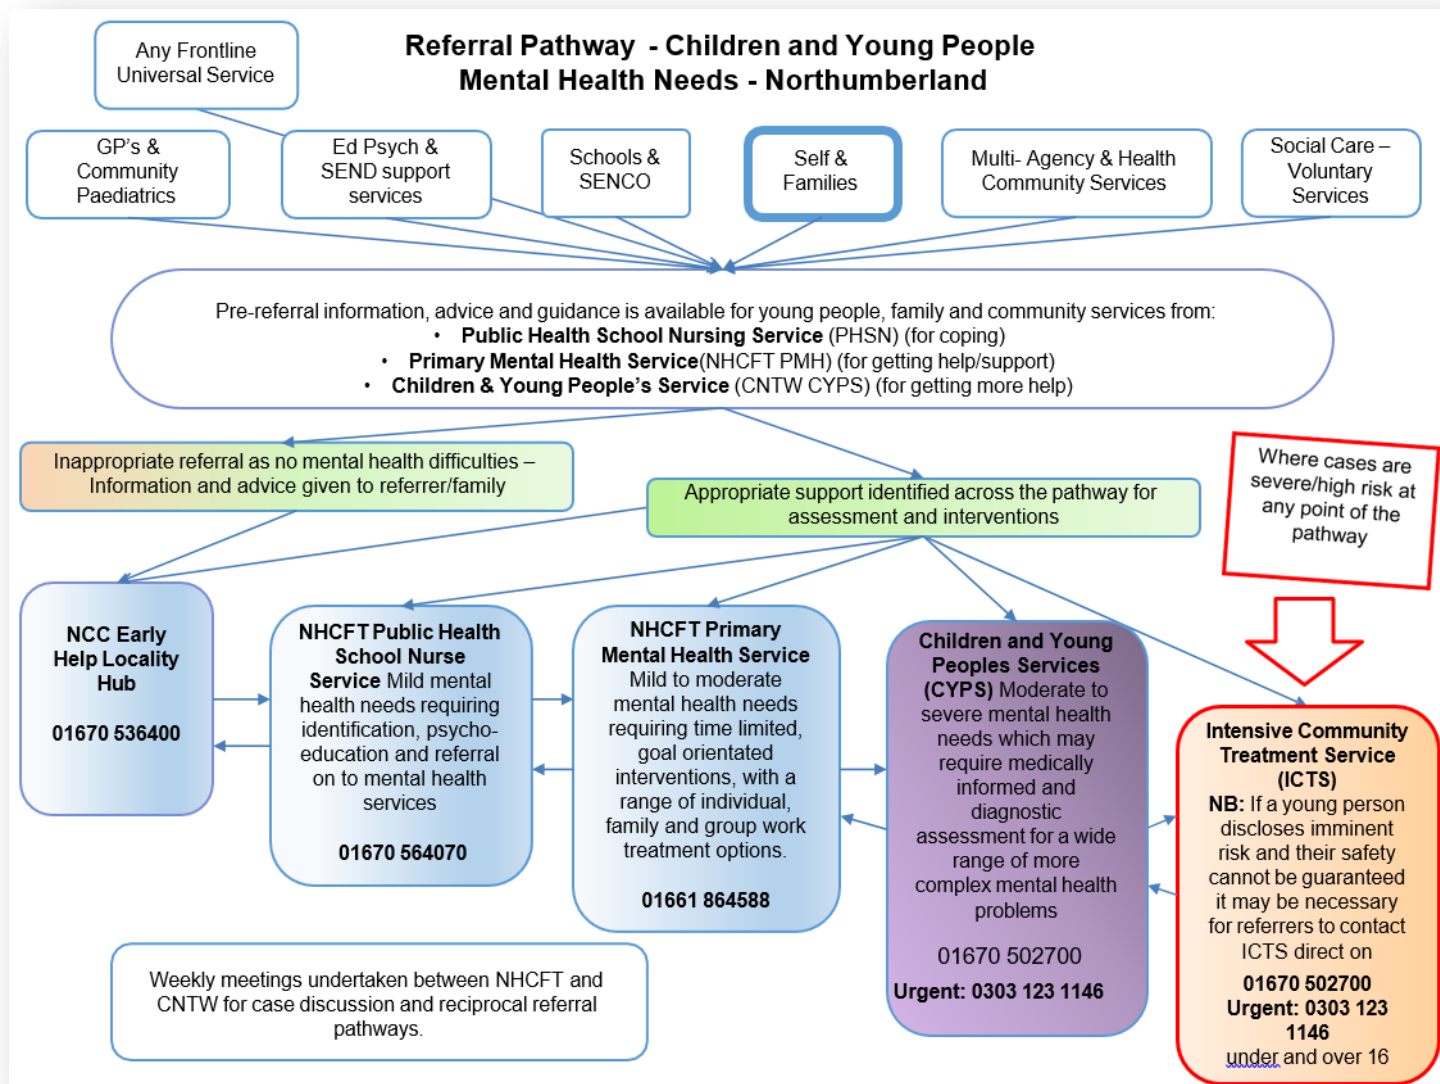 Referral Pathway - Children and Young People
Mental Health Needs - Northumberland
Any Frontline
Universal Service
GP's &
Community
Paediatrics
Ed Psych &
SEND support
services
Schools &
SENCO
Self &
Families
Multi- Agency & Health
Community Services
Social Care –
Voluntary
Services
Pre-referral information, advice and guidance is available for young people, family and community services from:
• Public Health School Nursing Service (PHSN) (for coping)
• Primary Mental Health Service(NHCFT PMH) (for getting help/support)
• Children & Young People's Service (CNTW CYPS) (for getting more help)
Inappropriate referral as no mental health difficulties –
Information and advice given to referrer/family
Appropriate support identified across the pathway for
assessment and interventions
Where cases are
severe/high risk at
any point of the
pathway
NCC Early
Help Locality
Hub
01670 536400
NHCFT Public Health
School Nurse
Service Mild mental
health needs requiring
identification, psycho-
education and referral
on to mental health
services
01670 564070
NHCFT Primary
Mental Health Service
Mild to moderate
mental health needs
requiring time limited,
goal orientated
interventions, with a
range of individual,
family and group work
treatment options.
01661 864588
Children and Young
Peoples Services
(CYPS) Moderate to
severe mental health
needs which may
require medically
informed and
diagnostic
assessment for a wide
range of more
complex mental health
problems
01670 502700
Urgent: 0303 123 1146
Intensive Community
Treatment Service
(ICTS)
NB: If a young person
discloses imminent
risk and their safety
cannot be guaranteed
it may be necessary
for referrers to contact
ICTS direct on
01670 502700
Urgent: 0303 123
1146
under and over 16
Weekly meetings undertaken between NHCFT and
CNTW for case discussion and reciprocal referral
pathways.